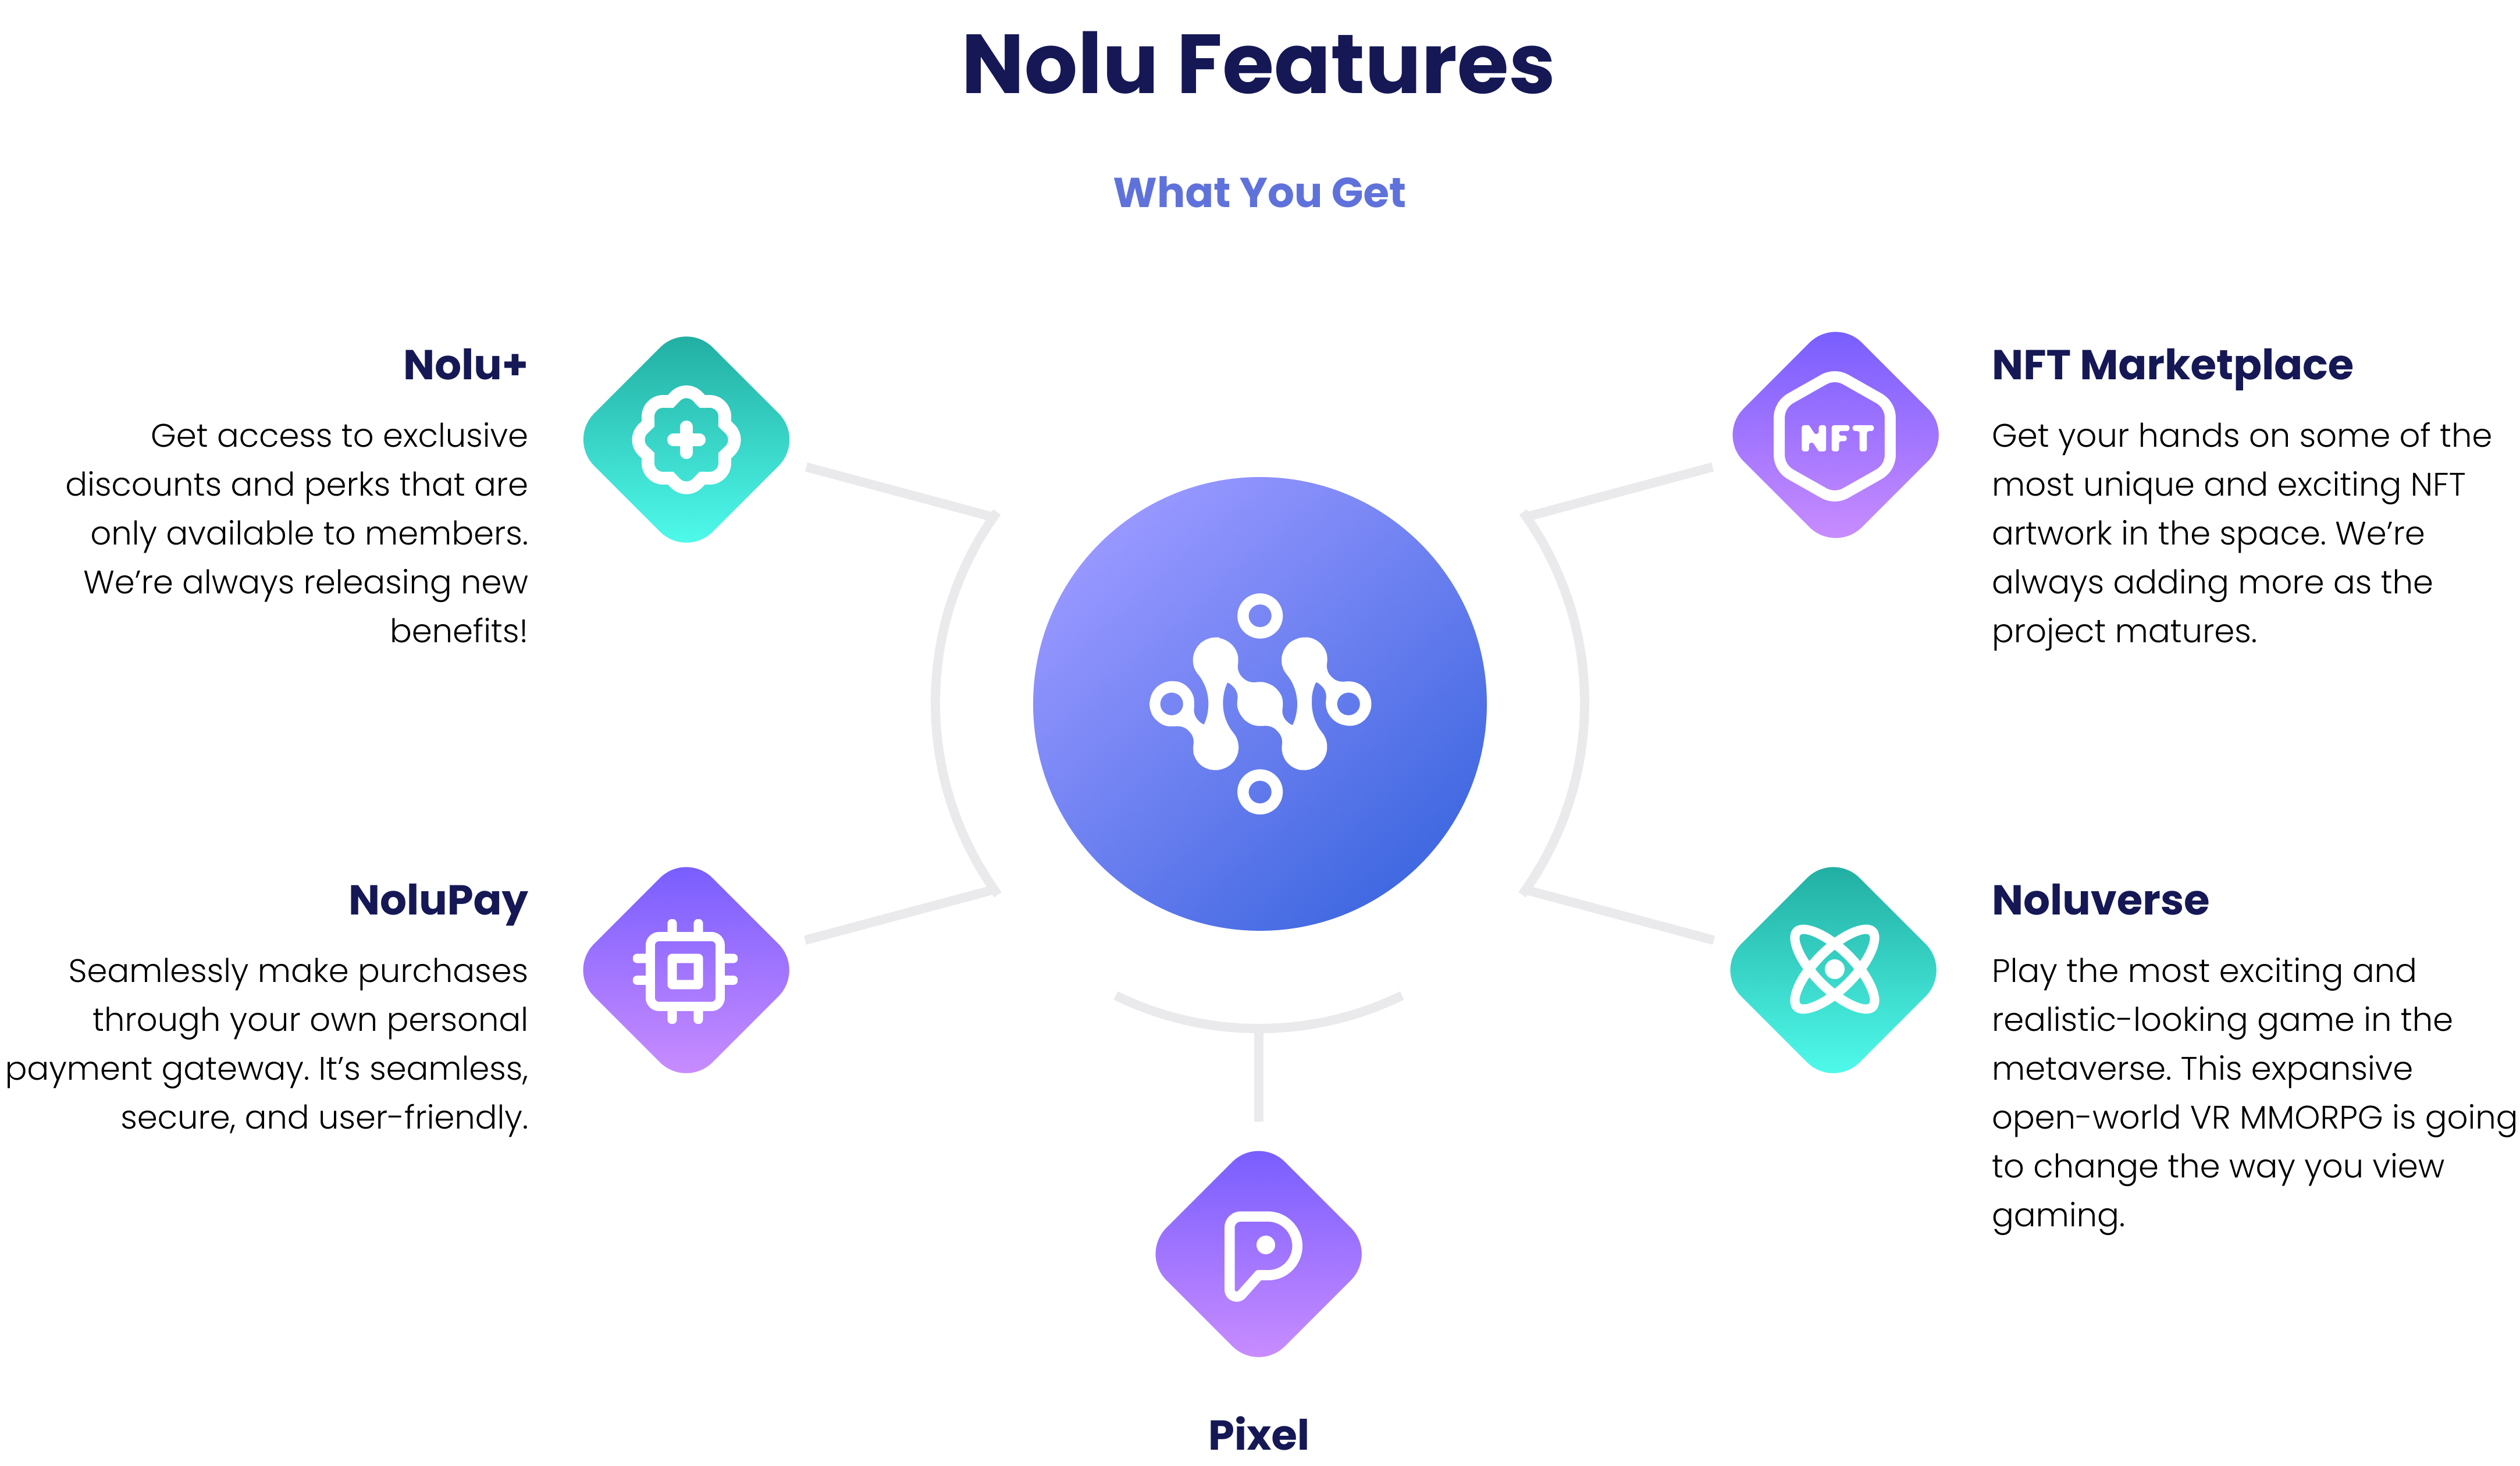 Nolu Features
What You Get
Nolu+
Get access to exclusive
discounts and perks that are
only available to members.
We’re always releasing new
benefits!
NFT
NFT Marketplace
Get your hands on some of the
most unique and exciting NFT
artwork in the space. We’re
always adding more as the
project matures.
NoluPay
Seamlessly make purchases
through your own personal
payment gateway. It’s seamless,
secure, and user-friendly.
Noluverse
Play the most exciting and
realistic-looking game in the
metaverse. This expansive
open-world VR MMORPG is going
to change the way you view
gaming.
Pixel